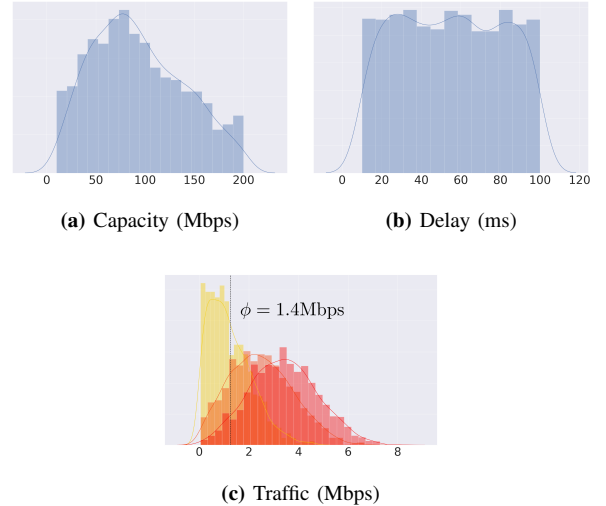 0 50 100 150 200
0 20 40 60 80 100 120
(a) Capacity (Mbps)
(b) Delay (ms)
ϕ = 1.4Mbps
0 2 4 6 8
(c) Traffic (Mbps)